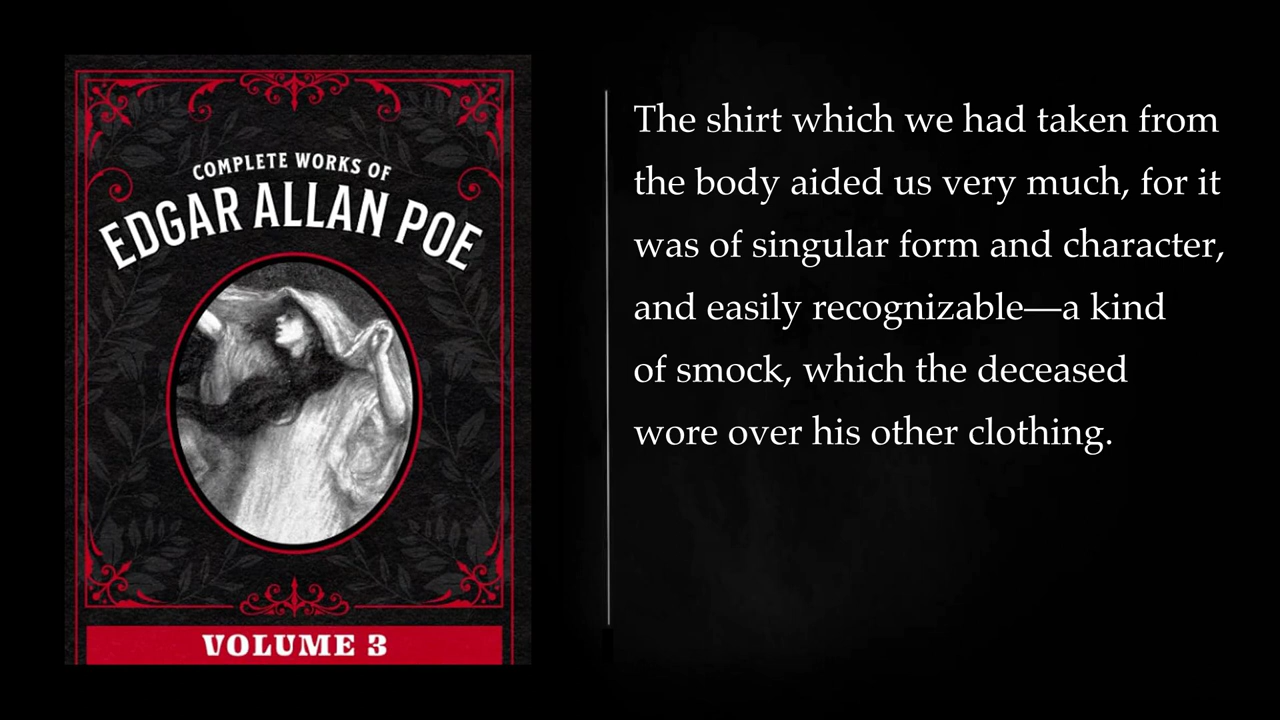 COMPLETE WORKS OF
EDGAR ALLAN POE
VOLUME 3
The shirt which we had taken from
the body aided us very much, for it
was of singular form and character,
and easily recognizable—a kind
of smock, which the deceased
wore over his other clothing.